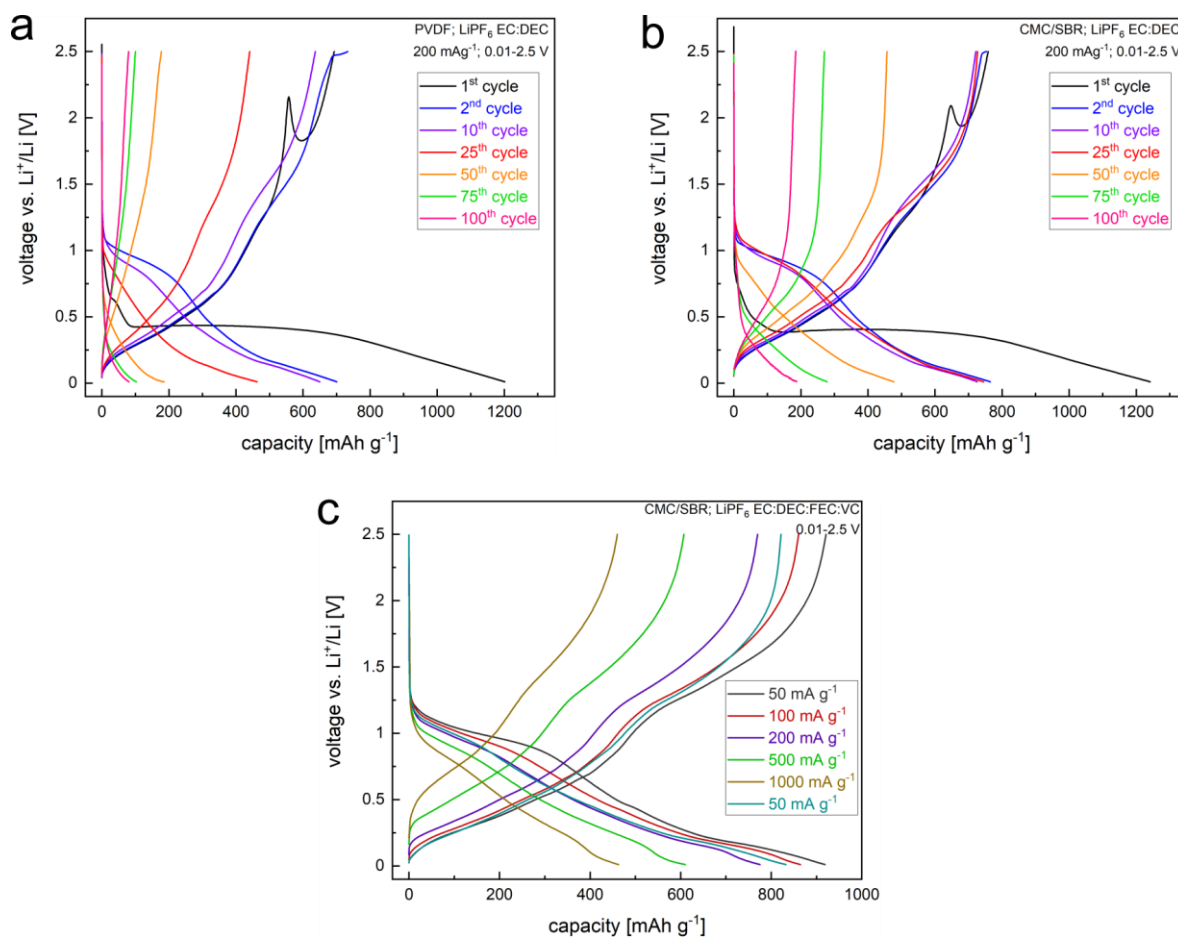 a
PVDF; LiPF₆ EC:DEC
200 mAg⁻¹; 0.01-2.5 V
1ˢᵗ cycle
2ⁿᵈ cycle
10ᵗʰ cycle
25ᵗʰ cycle
50ᵗʰ cycle
75ᵗʰ cycle
100ᵗʰ cycle
voltage vs. Li⁺/Li [V]
2.5
2
1.5
1
0.5
0
0 200 400 600 800 1000 1200
capacity [mAh g⁻¹]
b
CMC/SBR; LiPF₆ EC:DEC
200 mAg⁻¹; 0.01-2.5 V
1ˢᵗ cycle
2ⁿᵈ cycle
10ᵗʰ cycle
25ᵗʰ cycle
50ᵗʰ cycle
75ᵗʰ cycle
100ᵗʰ cycle
voltage vs. Li⁺/Li [V]
2.5
2
1.5
1
0.5
0
0 200 400 600 800 1000 1200
capacity [mAh g⁻¹]
c
CMC/SBR; LiPF₆ EC:DEC:FEC:VC
0.01-2.5 V
50 mA g⁻¹
100 mA g⁻¹
200 mA g⁻¹
500 mA g⁻¹
1000 mA g⁻¹
50 mA g⁻¹
voltage vs. Li⁺/Li [V]
2.5
2
1.5
1
0.5
0
0 200 400 600 800 1000
capacity [mAh g⁻¹]